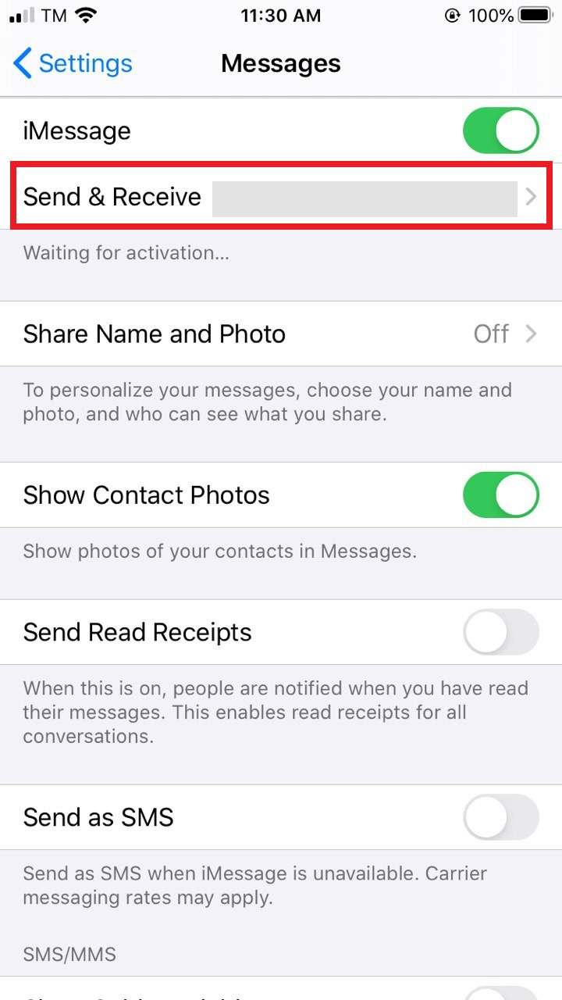 TM 11:30 AM 100%
Settings Messages
iMessage
Send & Receive
Waiting for activation...
Share Name and Photo Off
To personalize your messages, choose your name and
photo, and who can see what you share.
Show Contact Photos
Show photos of your contacts in Messages.
Send Read Receipts
When this is on, people are notified when you have read
their messages. This enables read receipts for all
conversations.
Send as SMS
Send as SMS when iMessage is unavailable. Carrier
messaging rates may apply.
SMS/MMS